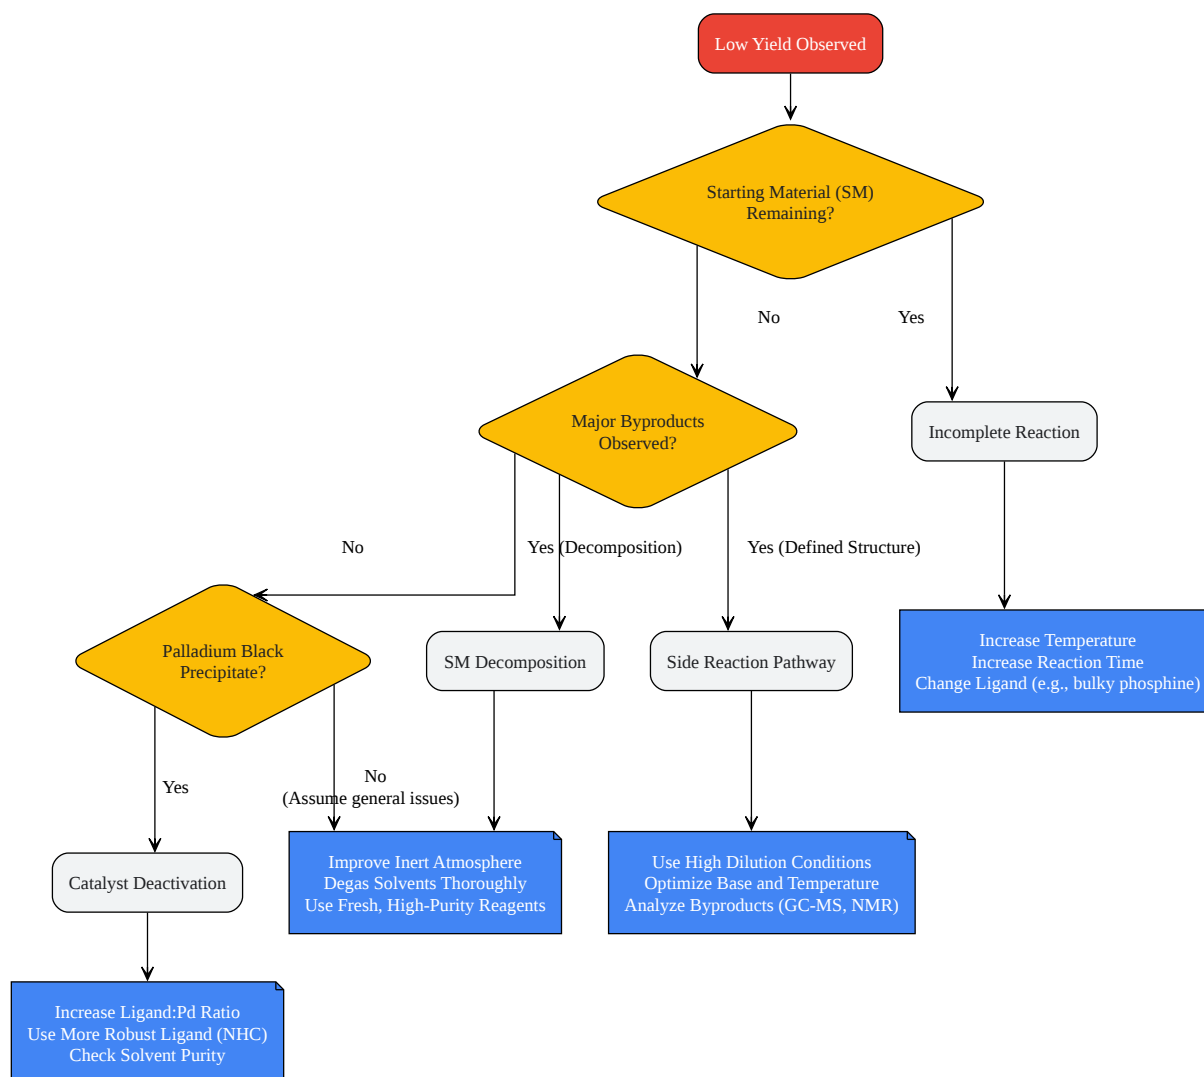 Low Yield Observed
Starting Material (SM)
Remaining?
No
Yes
Major Byproducts
Observed?
Incomplete Reaction
No
Yes (Decomposition)
Yes (Defined Structure)
Palladium Black
Precipitate?
SM Decomposition
Side Reaction Pathway
Increase Temperature
Increase Reaction Time
Change Ligand (e.g., bulky phosphine)
Yes
No
(Assume general issues)
Catalyst Deactivation
Improve Inert Atmosphere
Degas Solvents Thoroughly
Use Fresh, High-Purity Reagents
Use High Dilution Conditions
Optimize Base and Temperature
Analyze Byproducts (GC-MS, NMR)
Increase Ligand:Pd Ratio
Use More Robust Ligand (NHC)
Check Solvent Purity